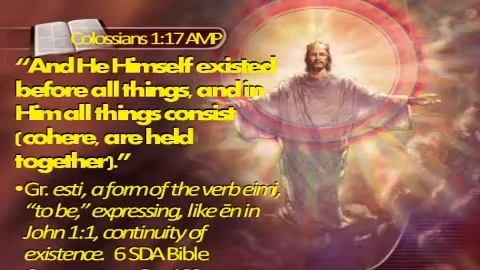 Colossians 1:17 AMP
“And He Himself existed
before all things, and in
Him all things consist
(cohere, are held
together).”
•Gr. esti, a form of the verb eimi,
“to be,” expressing, like ēn in
John 1:1, continuity of
existence. 6 SDA Bible